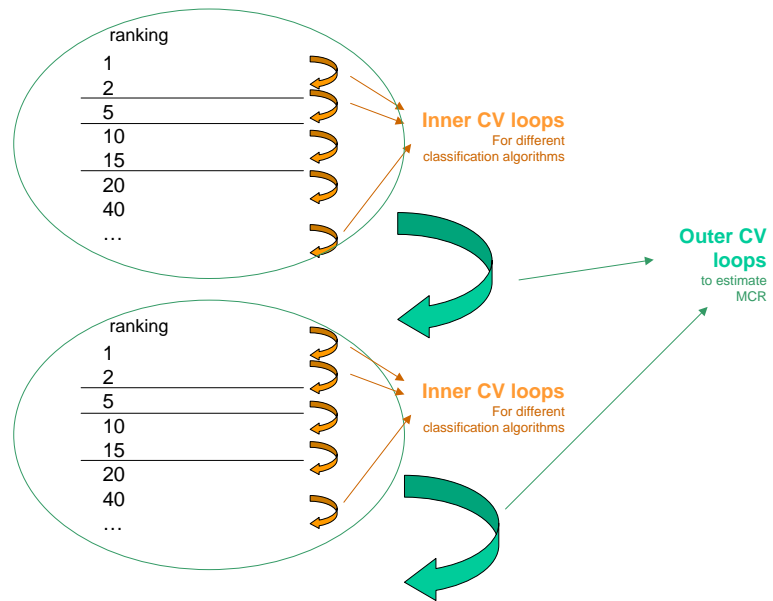 ranking
1
2
5
10
15
20
40
…
Inner CV loops
For different
classification algorithms
Outer CV
loops
to estimate
MCR
ranking
1
2
5
10
15
20
40
…
Inner CV loops
For different
classification algorithms